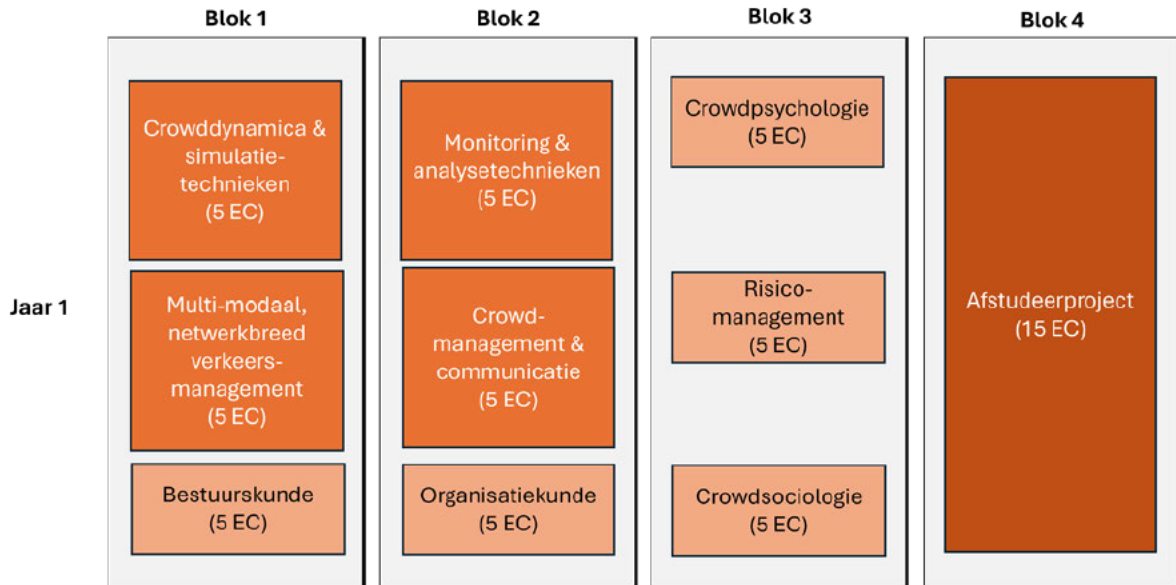 Blok 1
Blok 2
Blok 3
Blok 4
Jaar 1
Crowddynamica &
simulatie-
technieken
(5 EC)
Multi-modaal,
netwerkbreed
verkeers-
management
(5 EC)
Bestuurskunde
(5 EC)
Monitoring &
analysetechnieken
(5 EC)
Crowd-
management &
communicatie
(5 EC)
Organisatiekunde
(5 EC)
Crowdpsychologie
(5 EC)
Risico-
management
(5 EC)
Crowdsociologie
(5 EC)
Afstudeerproject
(15 EC)